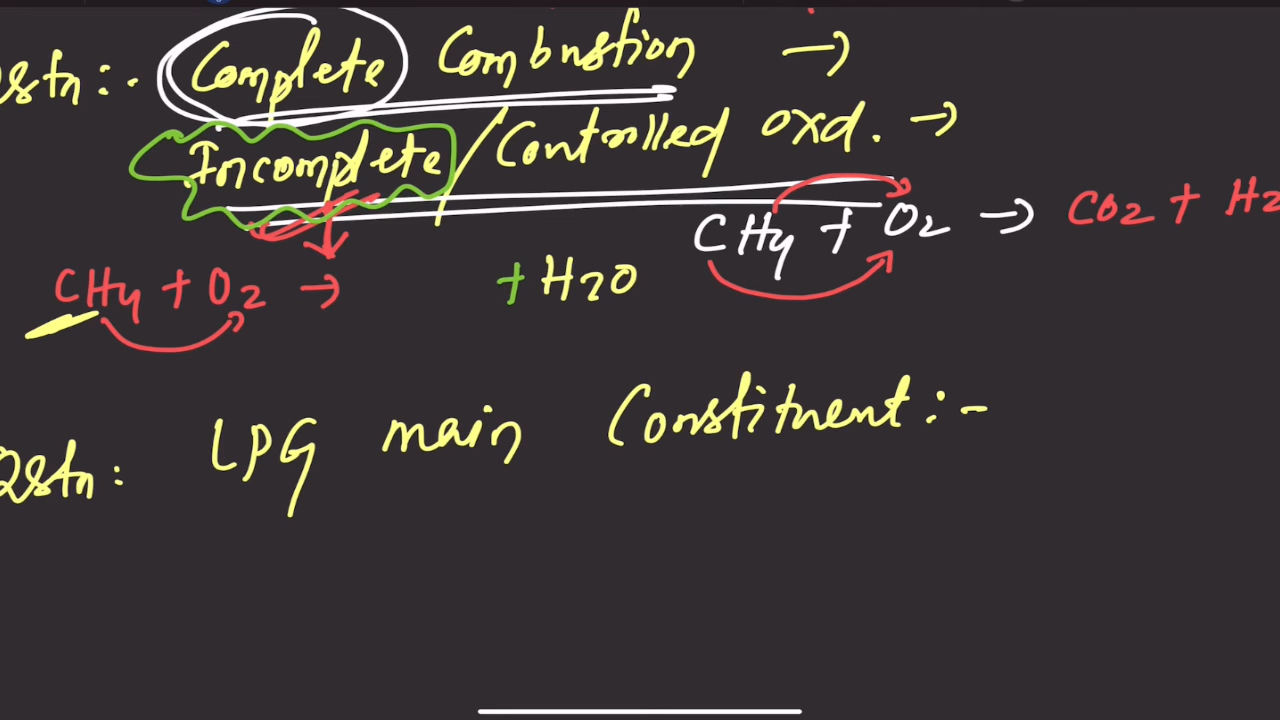 Qstn:- Complete Combustion →
Incomplete/Controlled oxd. →
CH4 + O2 → CO2 + H2
CH4 + O2 → + H2O
Qstn: LPG main Constituent:-